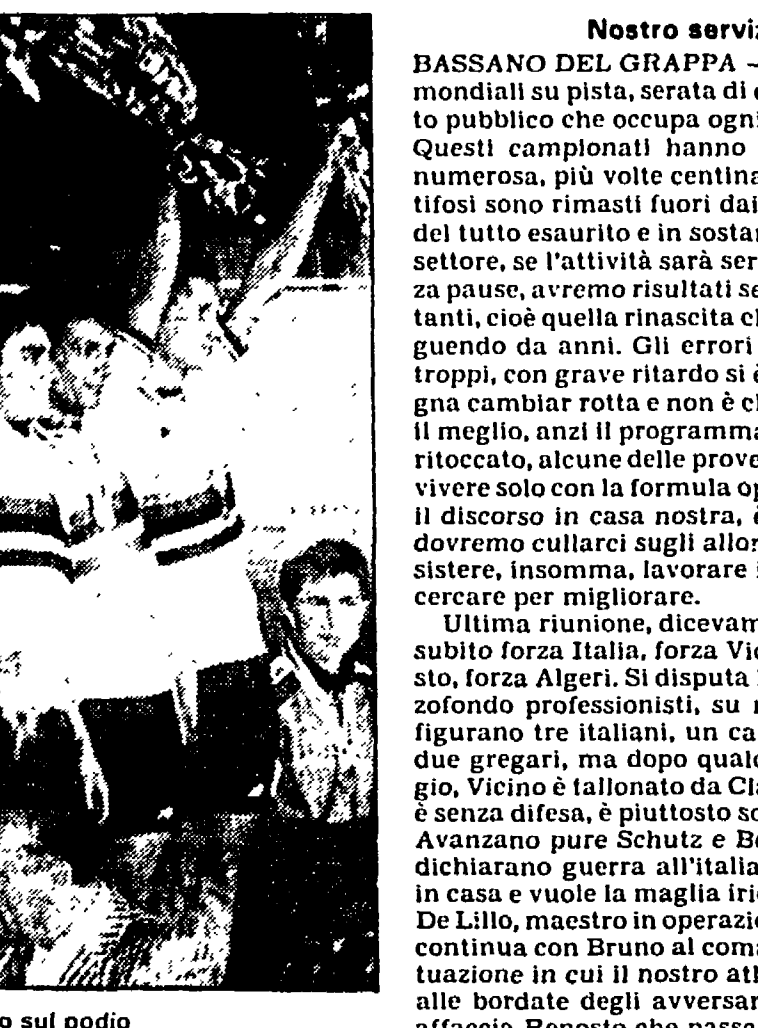 Nostro serviz
BASSANO DEL GRAPPA –
mondiali su pista, serata di c
to pubblico che occupa ogni
Questi campionati hanno
numerosa, più volte centina
tifosi sono rimasti fuori dai
del tutto esaurito e in sostan
settore, se l'attività sarà ser
za pause, avremo risultati se
tanti, cioè quella rinascita ch
guendo da anni. Gli errori
troppi, con grave ritardo si è
gna cambiar rotta e non è ch
il meglio, anzi il programma
ritoccato, alcune delle prove
vivere solo con la formula op
il discorso in casa nostra, è
dovremo cullarci sugli allor
sistere, insomma, lavorare i
cercare per migliorare.
Ultima riunione, dicevam
subito forza Italia, forza Vic
sto, forza Algeri. Si disputa
zofondo professionisti, su
figurano tre italiani, un ca
due gregari, ma dopo qualc
gio, Vicino è tallonato da Cla
è senza difesa, è piuttosto so
Avanzano pure Schutz e Be
dichiarano guerra all'italia
in casa e vuole la maglia irid
De Lillo, maestro in operazio
continua con Bruno al coma
tuazione in cui il nostro atl
alle bordate degli avversar
affaccia Renosto che passa
o sul podio